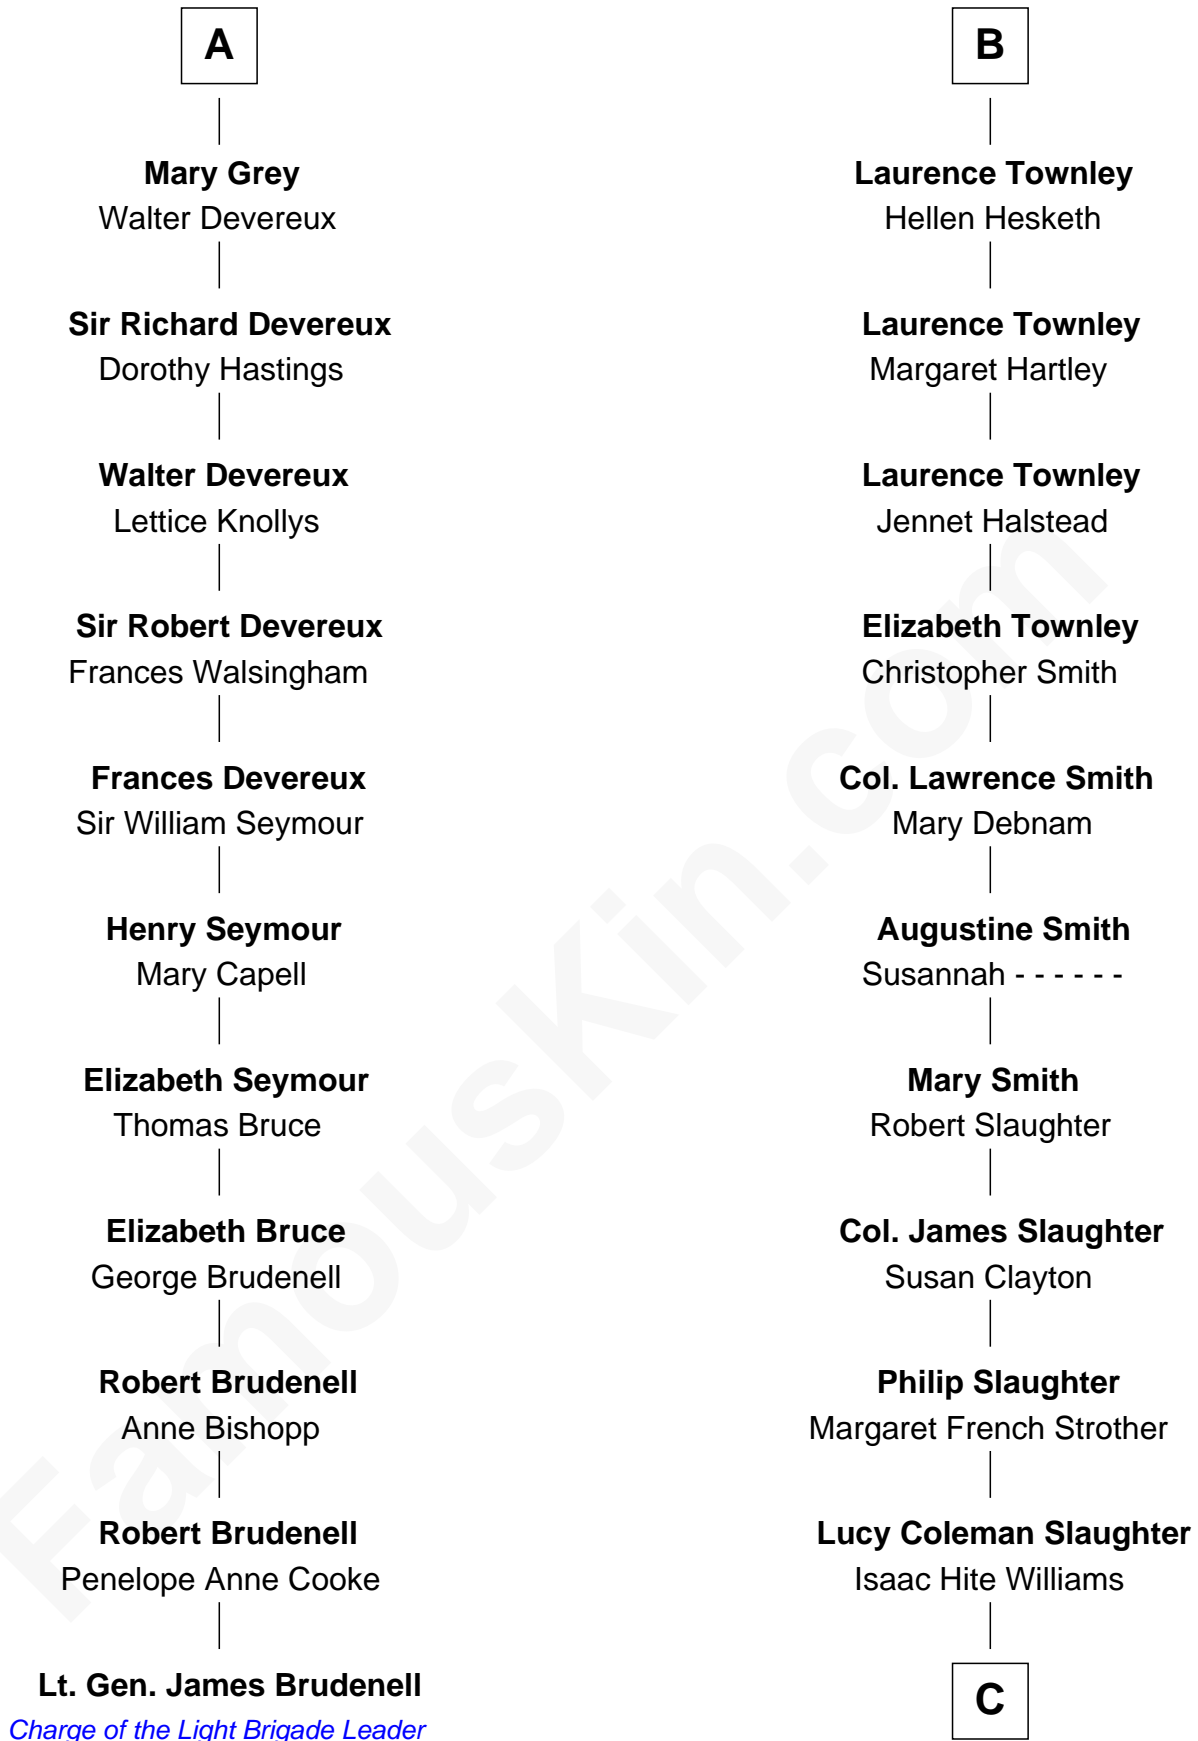 A
Mary Grey
Walter Devereux
Sir Richard Devereux
Dorothy Hastings
Walter Devereux
Lettice Knollys
Sir Robert Devereux
Frances Walsingham
Frances Devereux
Sir William Seymour
Henry Seymour
Mary Capell
Elizabeth Seymour
Thomas Bruce
Elizabeth Bruce
George Brudenell
Robert Brudenell
Anne Bishopp
Robert Brudenell
Penelope Anne Cooke
Lt. Gen. James Brudenell
Charge of the Light Brigade Leader
B
Laurence Townley
Hellen Hesketh
Laurence Townley
Margaret Hartley
Laurence Townley
Jennet Halstead
Elizabeth Townley
Christopher Smith
Col. Lawrence Smith
Mary Debnam
Augustine Smith
Susannah - - - - - -
Mary Smith
Robert Slaughter
Col. James Slaughter
Susan Clayton
Philip Slaughter
Margaret French Strother
Lucy Coleman Slaughter
Isaac Hite Williams
C
FamousKin.com